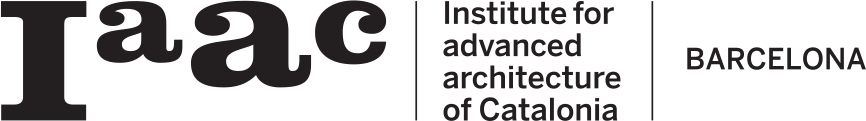 Iaac
Institute for
advanced
architecture
of Catalonia
BARCELONA